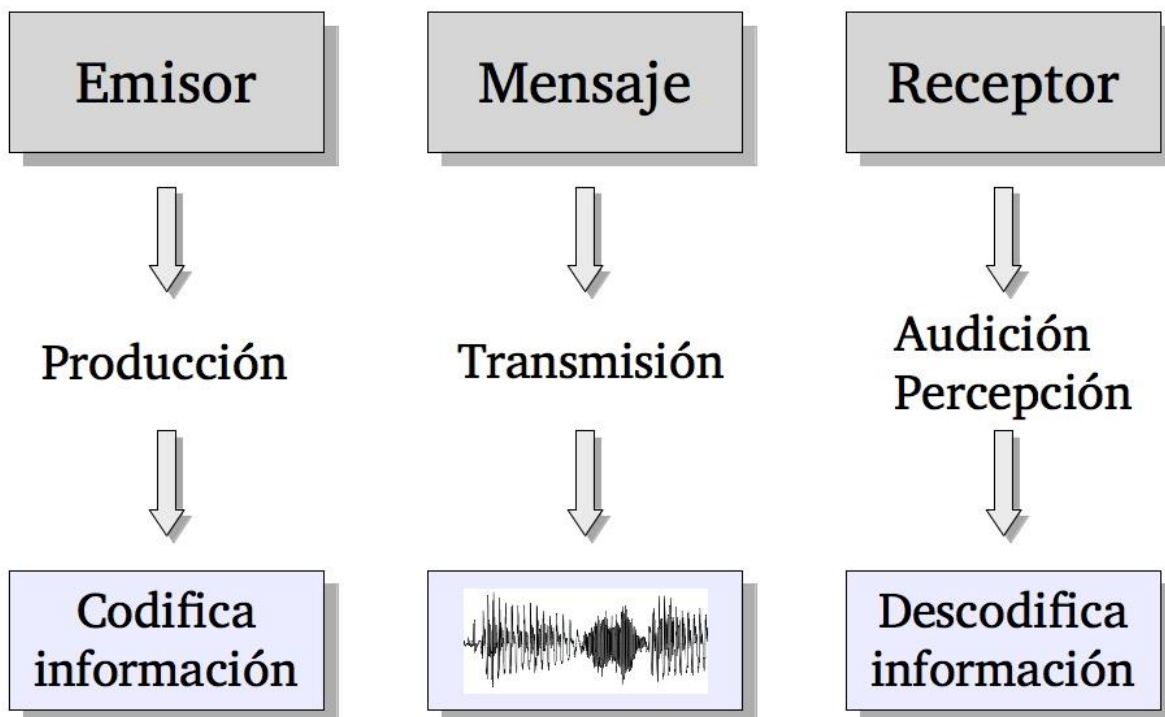 Emisor
Mensaje
Receptor
Producción
Transmisión
Audición
Percepción
Codifica
información
Descodifica
información